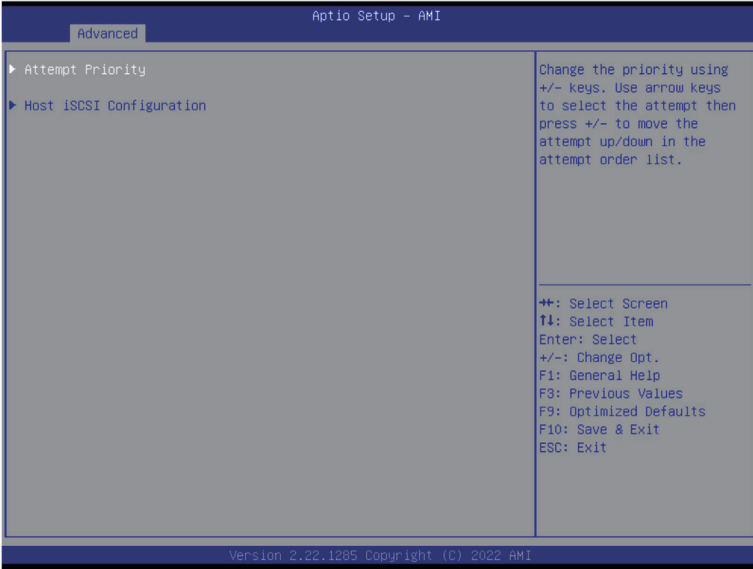 Aptio Setup – AMI
Advanced
▶ Attempt Priority
▶ Host iSCSI Configuration
Change the priority using
+/- keys. Use arrow keys
to select the attempt then
press +/- to move the
attempt up/down in the
attempt order list.
→←: Select Screen
↑↓: Select Item
Enter: Select
+/-: Change Opt.
F1: General Help
F3: Previous Values
F9: Optimized Defaults
F10: Save & Exit
ESC: Exit
Version 2.22.1285 Copyright (C) 2022 AMI